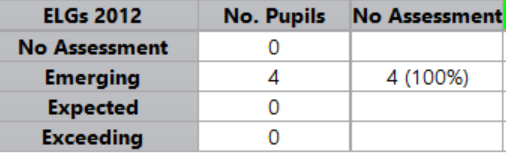 ELGs 2012 No. Pupils No Assessment
No Assessment 0
Emerging 4 4 (100%)
Expected 0
Exceeding 0